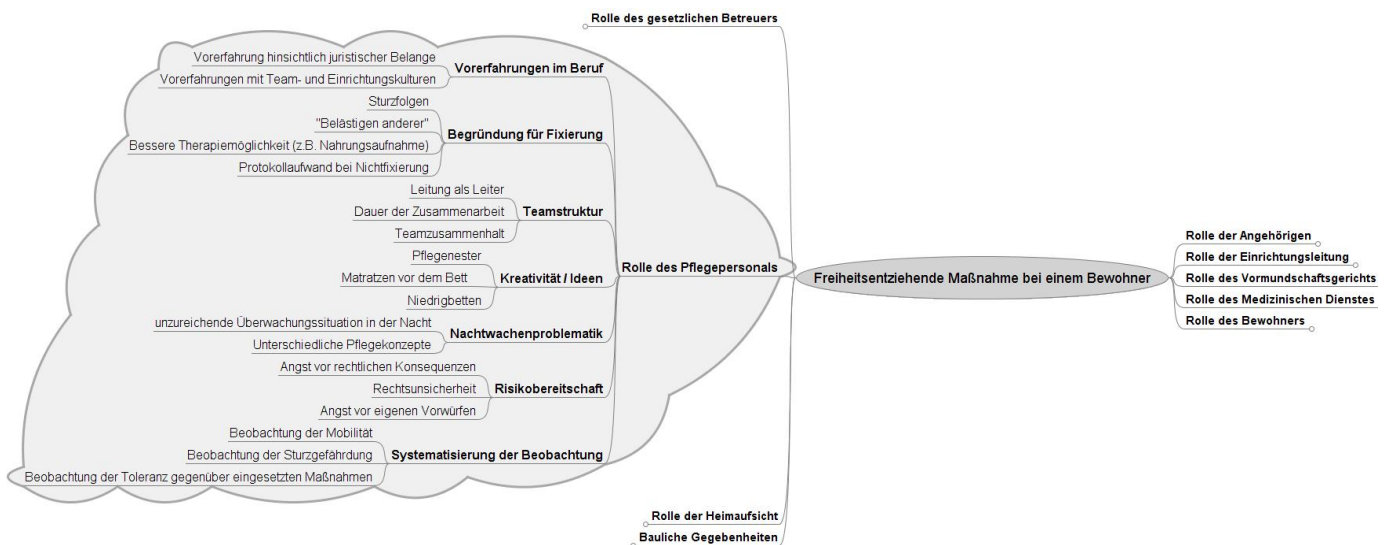 Rolle des gesetzlichen Betreuers
Vorerfahrung hinsichtlich juristischer Belange
Vorerfahrungen mit Team- und Einrichtungskulturen
Vorerfahrungen im Beruf
Sturzfolgen
"Belästigen anderer"
Bessere Therapiemöglichkeit (z.B. Nahrungsaufnahme)
Protokollaufwand bei Nichtfixierung
Begründung für Fixierung
Leitung als Leiter
Dauer der Zusammenarbeit
Teamzusammenhalt
Teamstruktur
Pflegenester
Matratzen vor dem Bett
Niedrigbetten
Kreativität / Ideen
unzureichende Überwachungssituation in der Nacht
Unterschiedliche Pflegekonzepte
Nachtwachenproblematik
Angst vor rechtlichen Konsequenzen
Rechtsunsicherheit
Angst vor eigenen Vorwürfen
Risikobereitschaft
Beobachtung der Mobilität
Beobachtung der Sturzgefährdung
Beobachtung der Toleranz gegenüber eingesetzten Maßnahmen
Systematisierung der Beobachtung
Rolle des Pflegepersonals
Rolle der Heimaufsicht
Bauliche Gegebenheiten
Freiheitsentziehende Maßnahme bei einem Bewohner
Rolle der Angehörigen
Rolle der Einrichtungsleitung
Rolle des Vormundschaftsgerichts
Rolle des Medizinischen Dienstes
Rolle des Bewohners